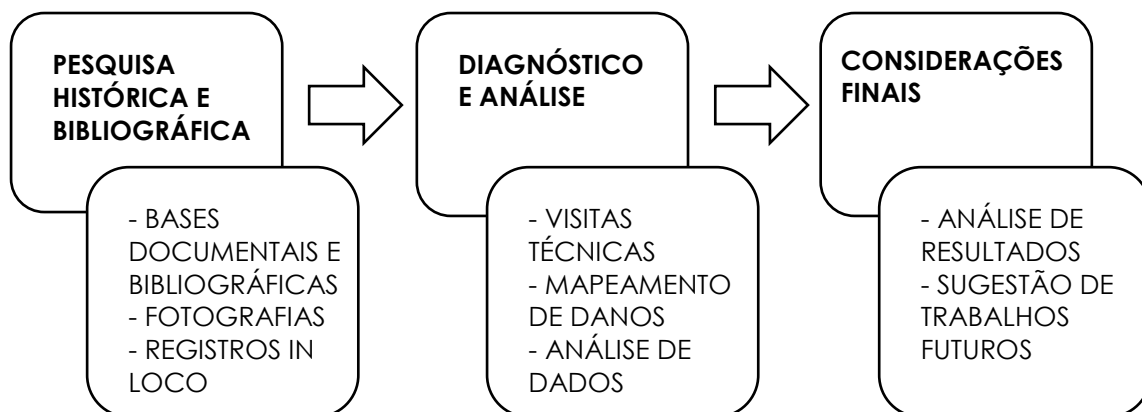 PESQUISA
HISTÓRICA E
BIBLIOGRÁFICA
- BASES
DOCUMENTAIS E
BIBLIOGRÁFICAS
- FOTOGRAFIAS
- REGISTROS IN
LOCO
DIAGNÓSTICO
E ANÁLISE
- VISITAS
TÉCNICAS
- MAPEAMENTO
DE DANOS
- ANÁLISE DE
DADOS
CONSIDERAÇÕES
FINAIS
- ANÁLISE DE
RESULTADOS
- SUGESTÃO DE
TRABALHOS
FUTUROS